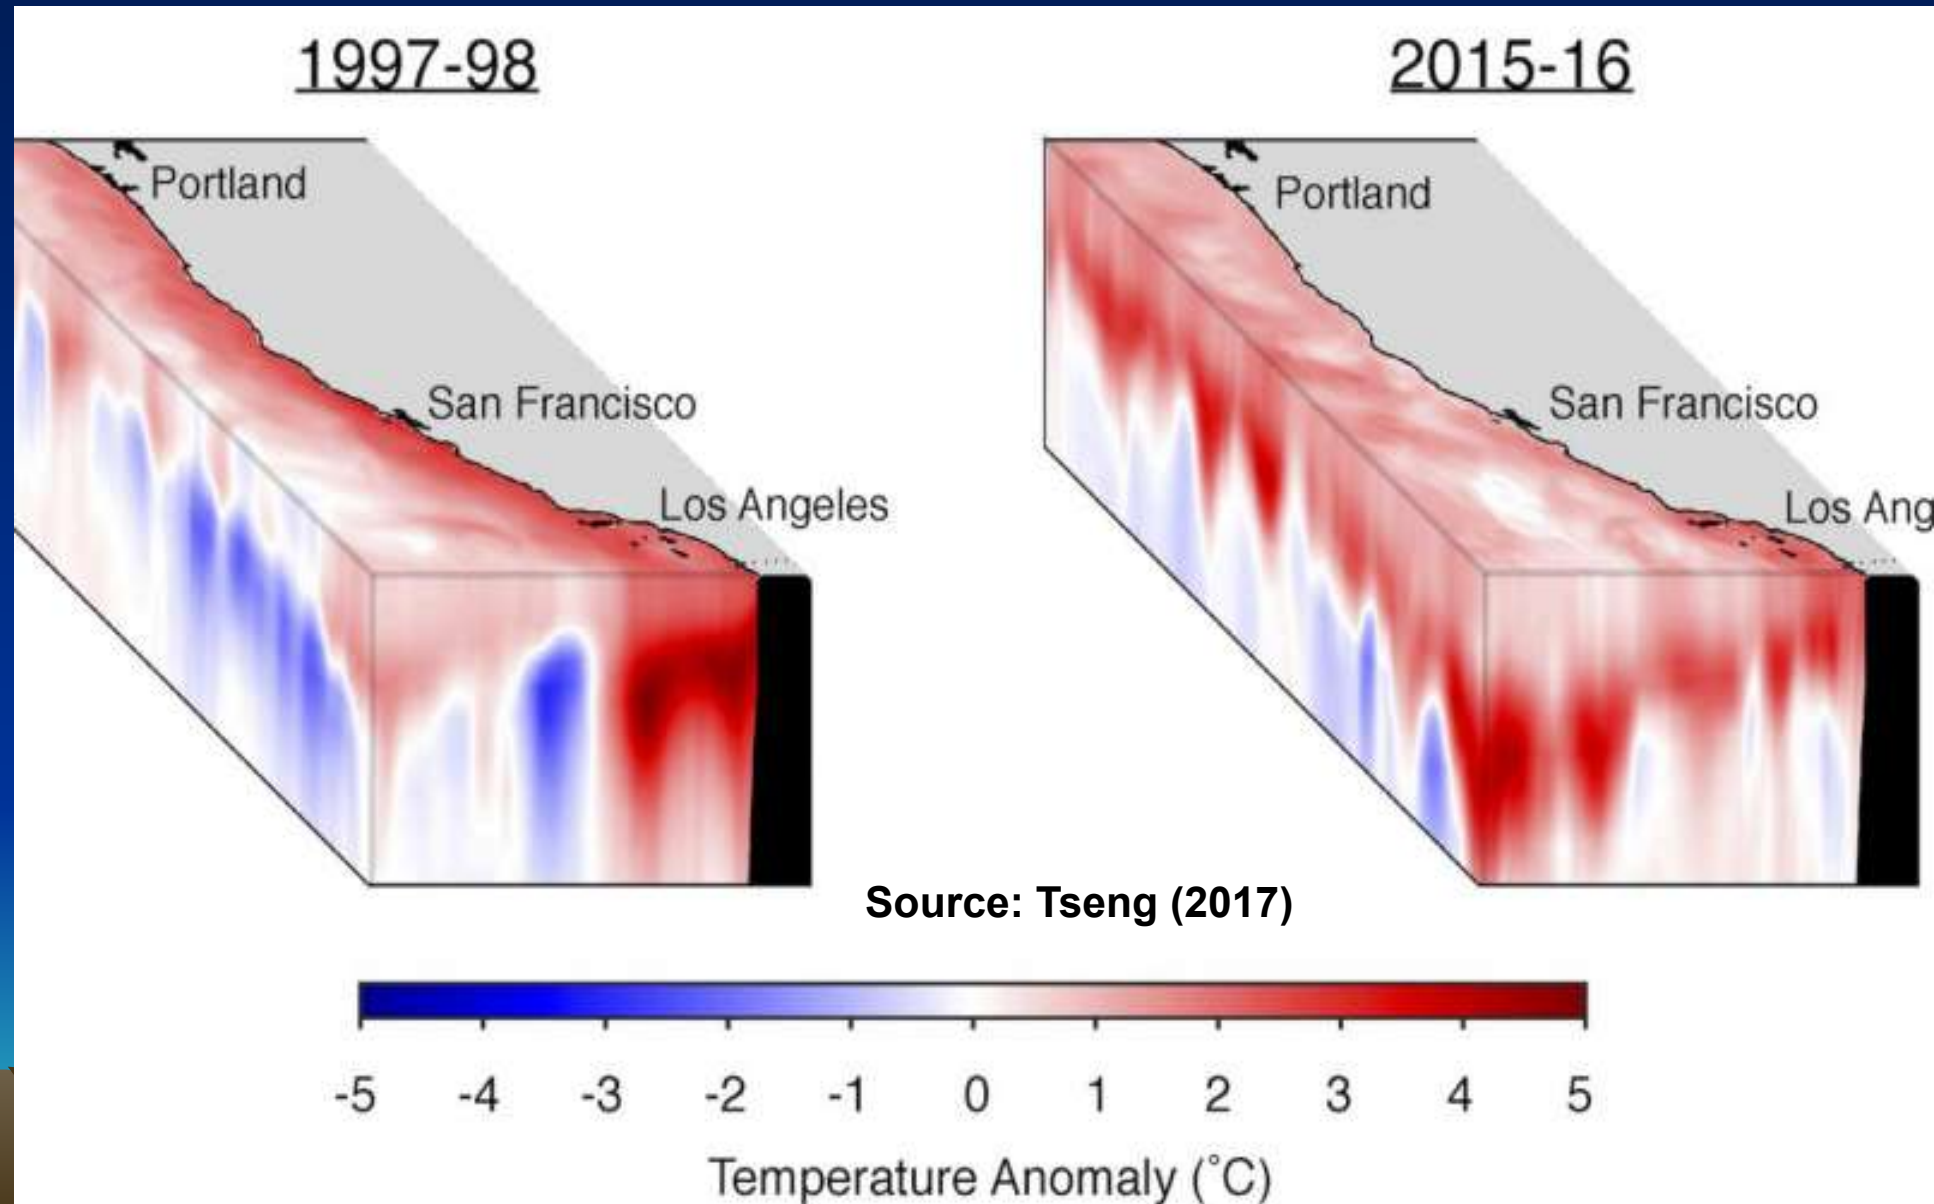 1997-98
2015-16
Portland
Portland
San Francisco
San Francisco
Los Angeles
Los Ang
Source: Tseng (2017)
-5 -4 -3 -2 -1 0 1 2 3 4 5
Temperature Anomaly (°C)